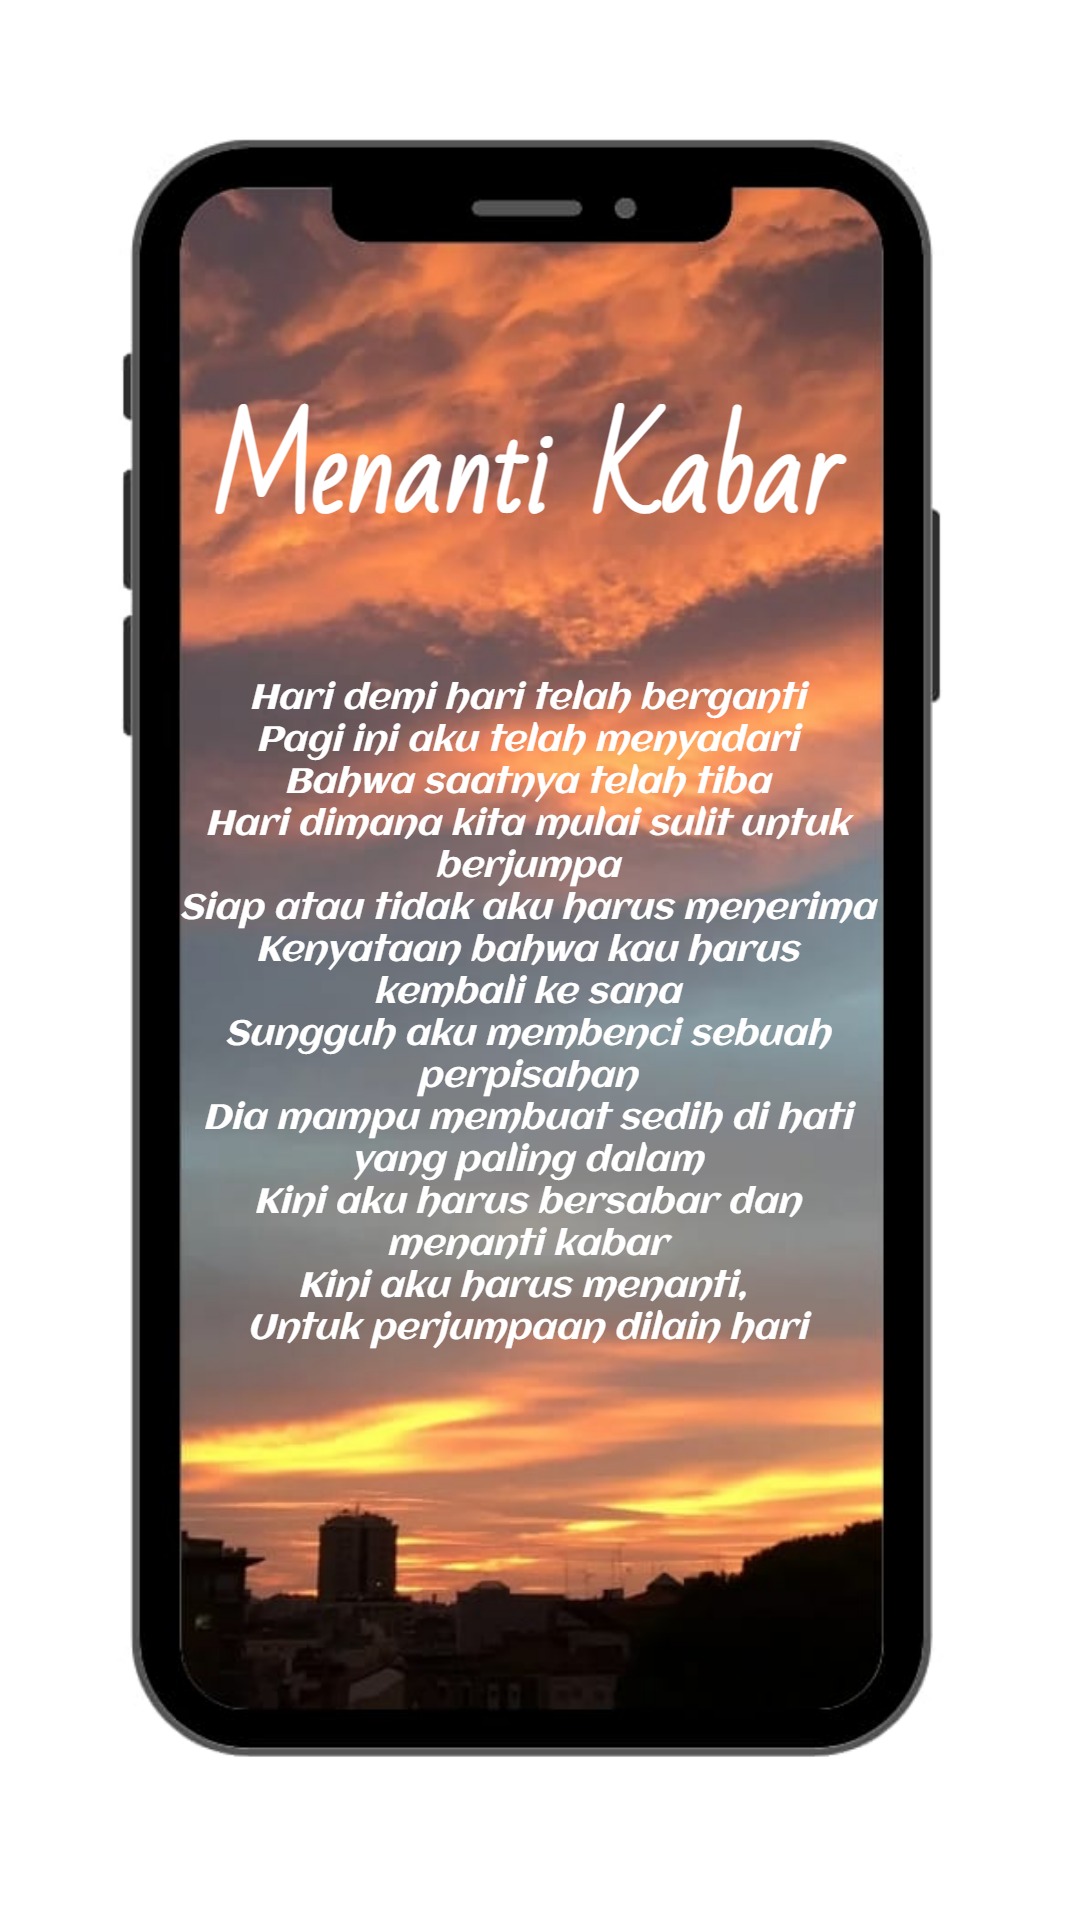 Menanti Kabar
Hari demi hari telah berganti
Pagi ini aku telah menyadari
Bahwa saatnya telah tiba
Hari dimana kita mulai sulit untuk
berjumpa
Siap atau tidak aku harus menerima
Kenyataan bahwa kau harus
kembali ke sana
Sungguh aku membenci sebuah
perpisahan
Dia mampu membuat sedih di hati
yang paling dalam
Kini aku harus bersabar dan
menanti kabar
Kini aku harus menanti,
Untuk perjumpaan dilain hari